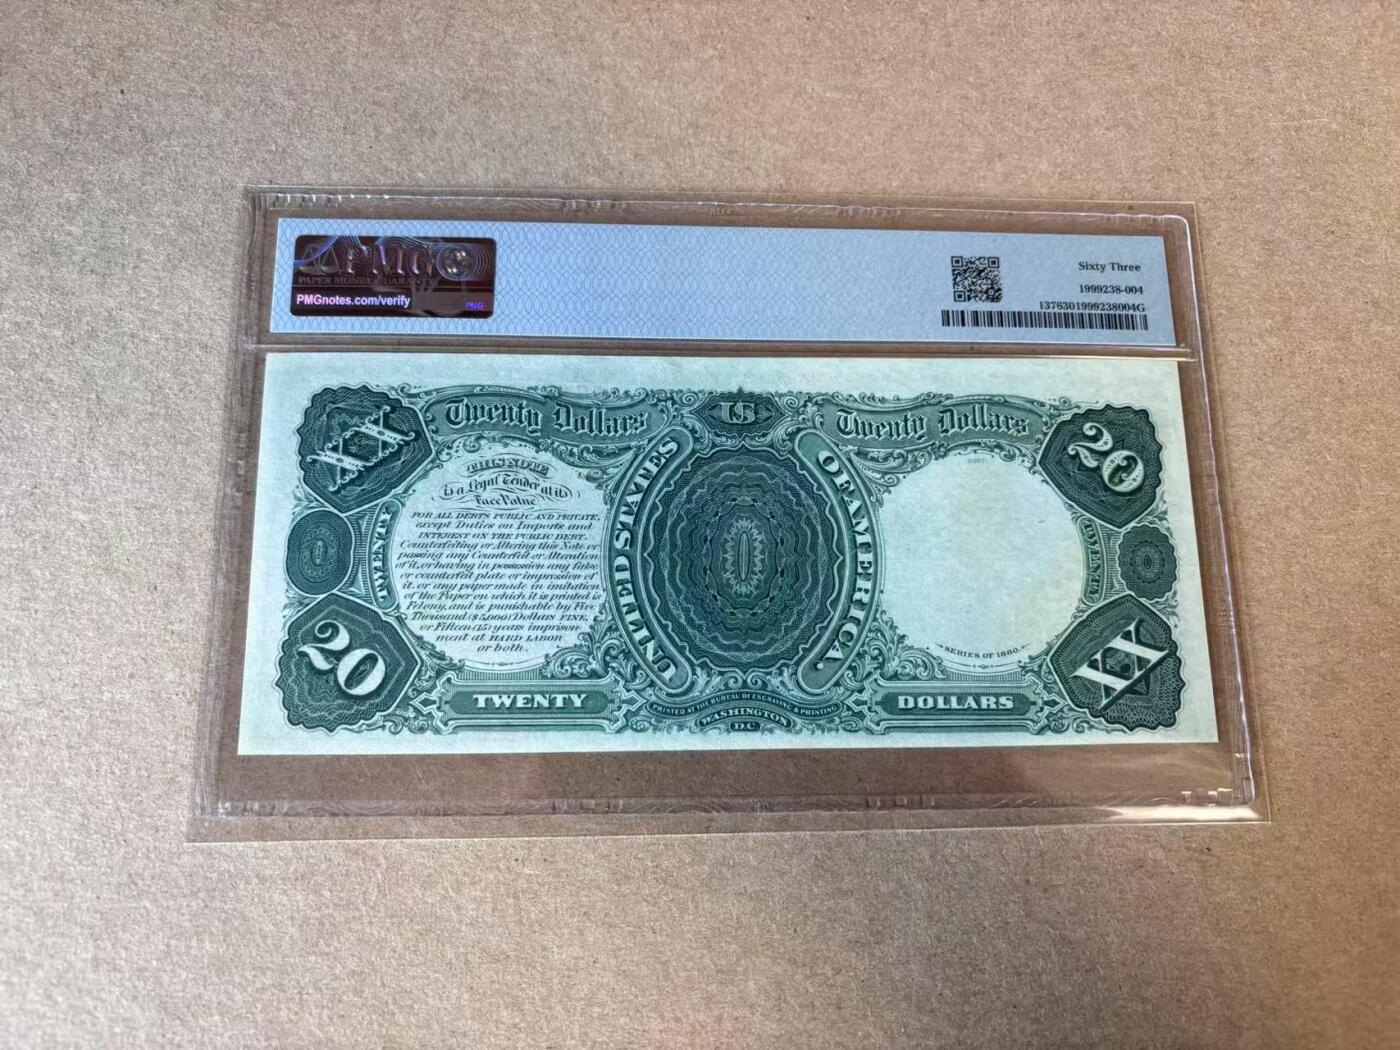 PMG
PAPER MONEY GUARANTY
PMGnotes.com/verify
PNG
Sixty Three
1999238-004
1376301999238004G
XX
Twenty Dollars
US
Twenty Dollars
20
THIS NOTE
is a Legal Tender at its
Face Value
FOR ALL DEBTS PUBLIC AND PRIVATE,
except Duties on Imports and
INTEREST ON THE PUBLIC DEBT.
Counterfeiting or Altering this Note or
passing any Counterfeit or Alteration
of it, or having in possession any false
or counterfeit plate or impression of
it, or any paper made in imitation
of the Paper on which it is printed is
Felony, and is punishable by Five
Thousand ($5,000) Dollars FINE,
or Fifteen (15) years imprison-
ment at HARD LABOR
or both.
TWENTY
UNITED STATES
OF AMERICA.
TWENTY
SERIES OF 1880.
20
TWENTY
PRINTED AT THE BUREAU OF ENGRAVING & PRINTING
WASHINGTON
D.C
DOLLARS
XX